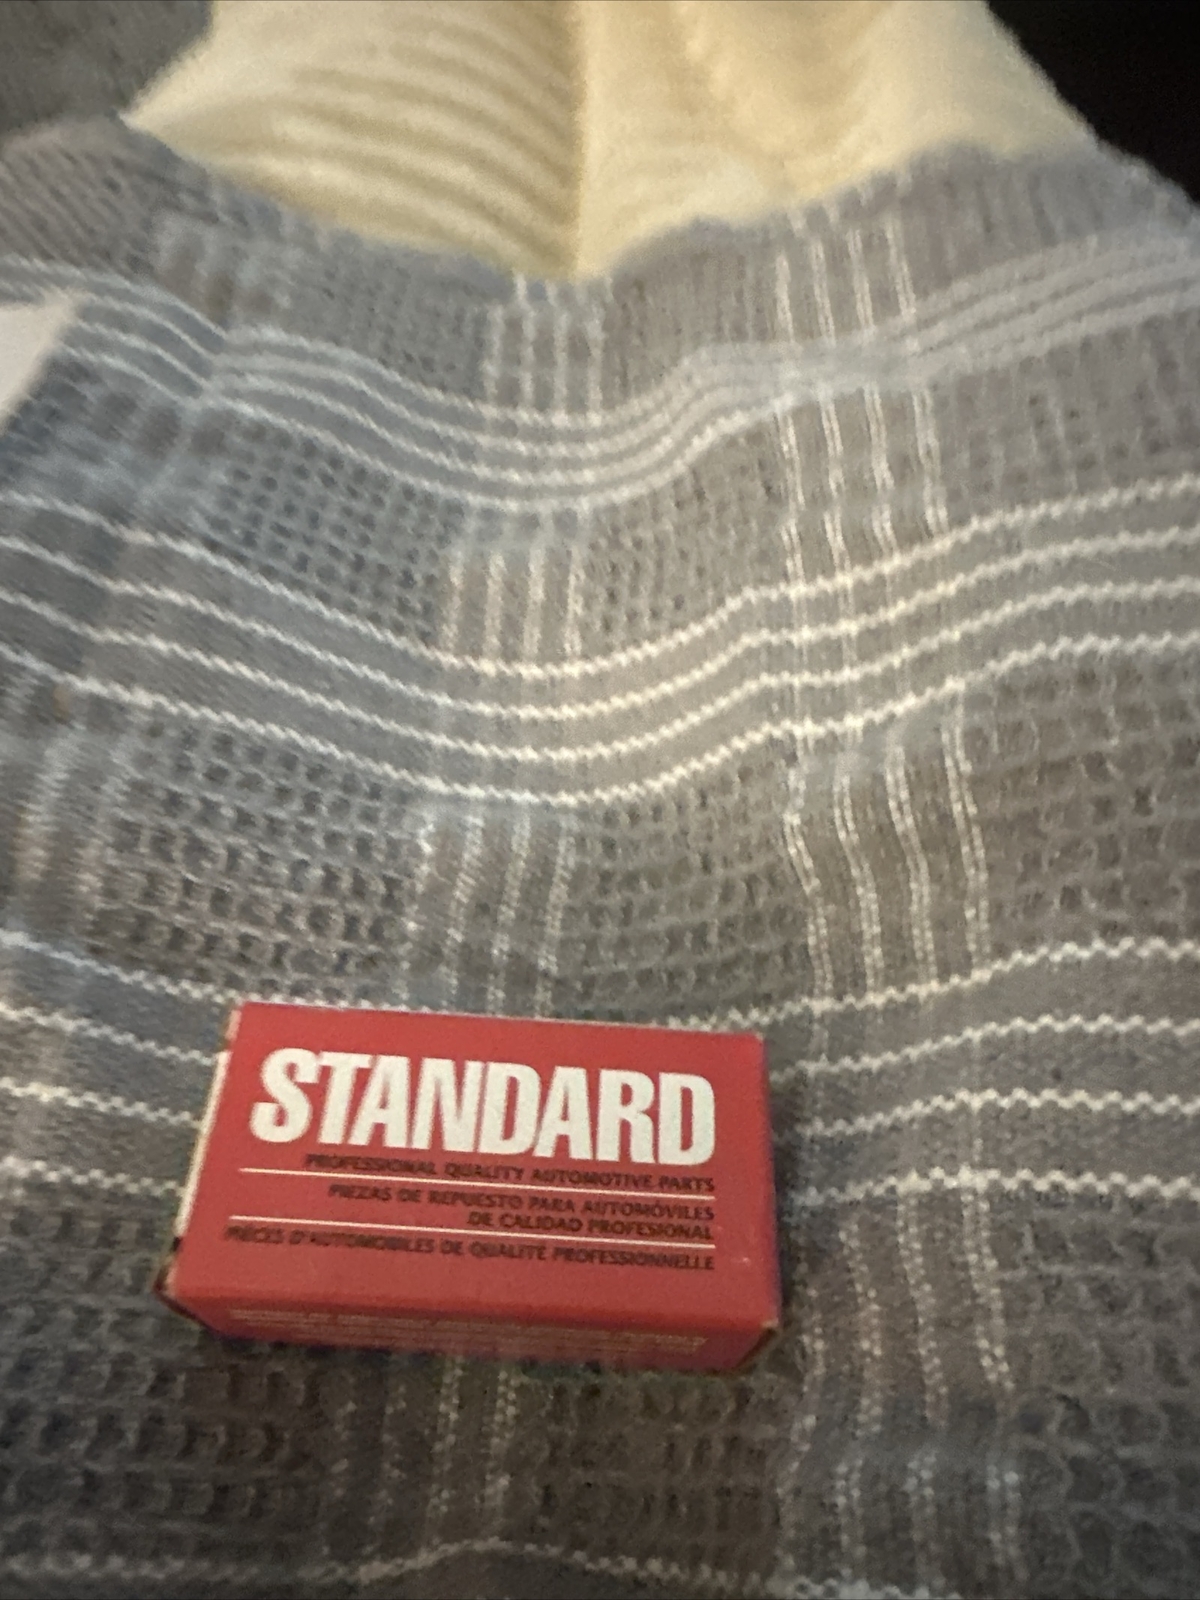 STANDARD
PROFESSIONAL QUALITY AUTOMOTIVE PARTS
PIEZAS DE REPUESTO PARA AUTOMÓVILES
DE CALIDAD PROFESIONAL
PIÈCES D'AUTOMOBILES DE QUALITÉ PROFESSIONNELLE